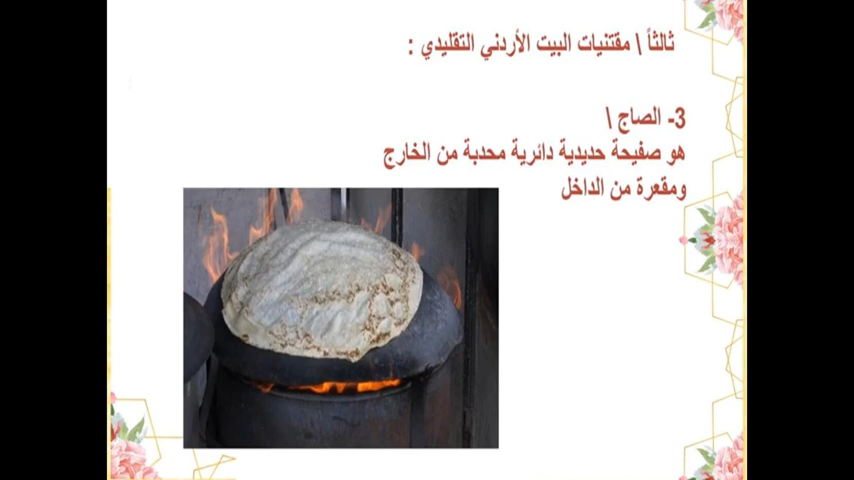 ثالثاً \ مقتنيات البيت الأردني التقليدي :
3- الصاج \
هو صفيحة حديدية دائرية محدبة من الخارج
ومقعرة من الداخل